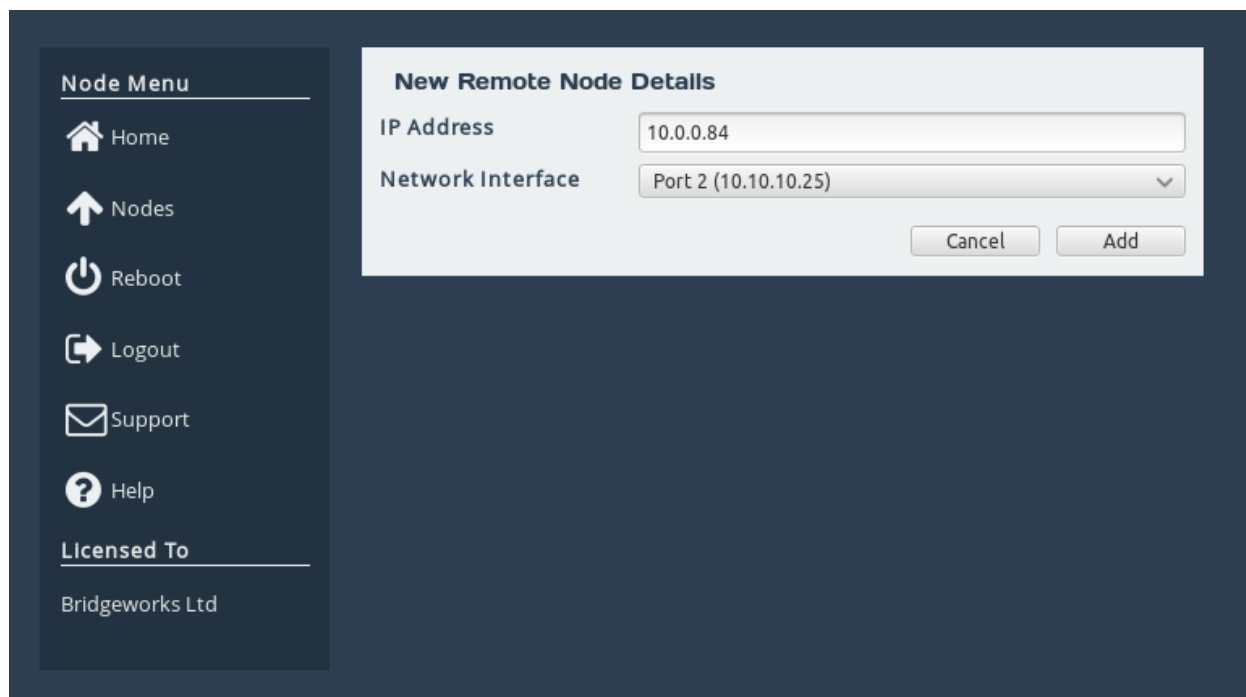 Node Menu
Home
Nodes
Reboot
Logout
Support
Help
Licensed To
Bridgeworks Ltd
New Remote Node Details
IP Address
10.0.0.84
Network Interface
Port 2 (10.10.10.25)
Cancel
Add